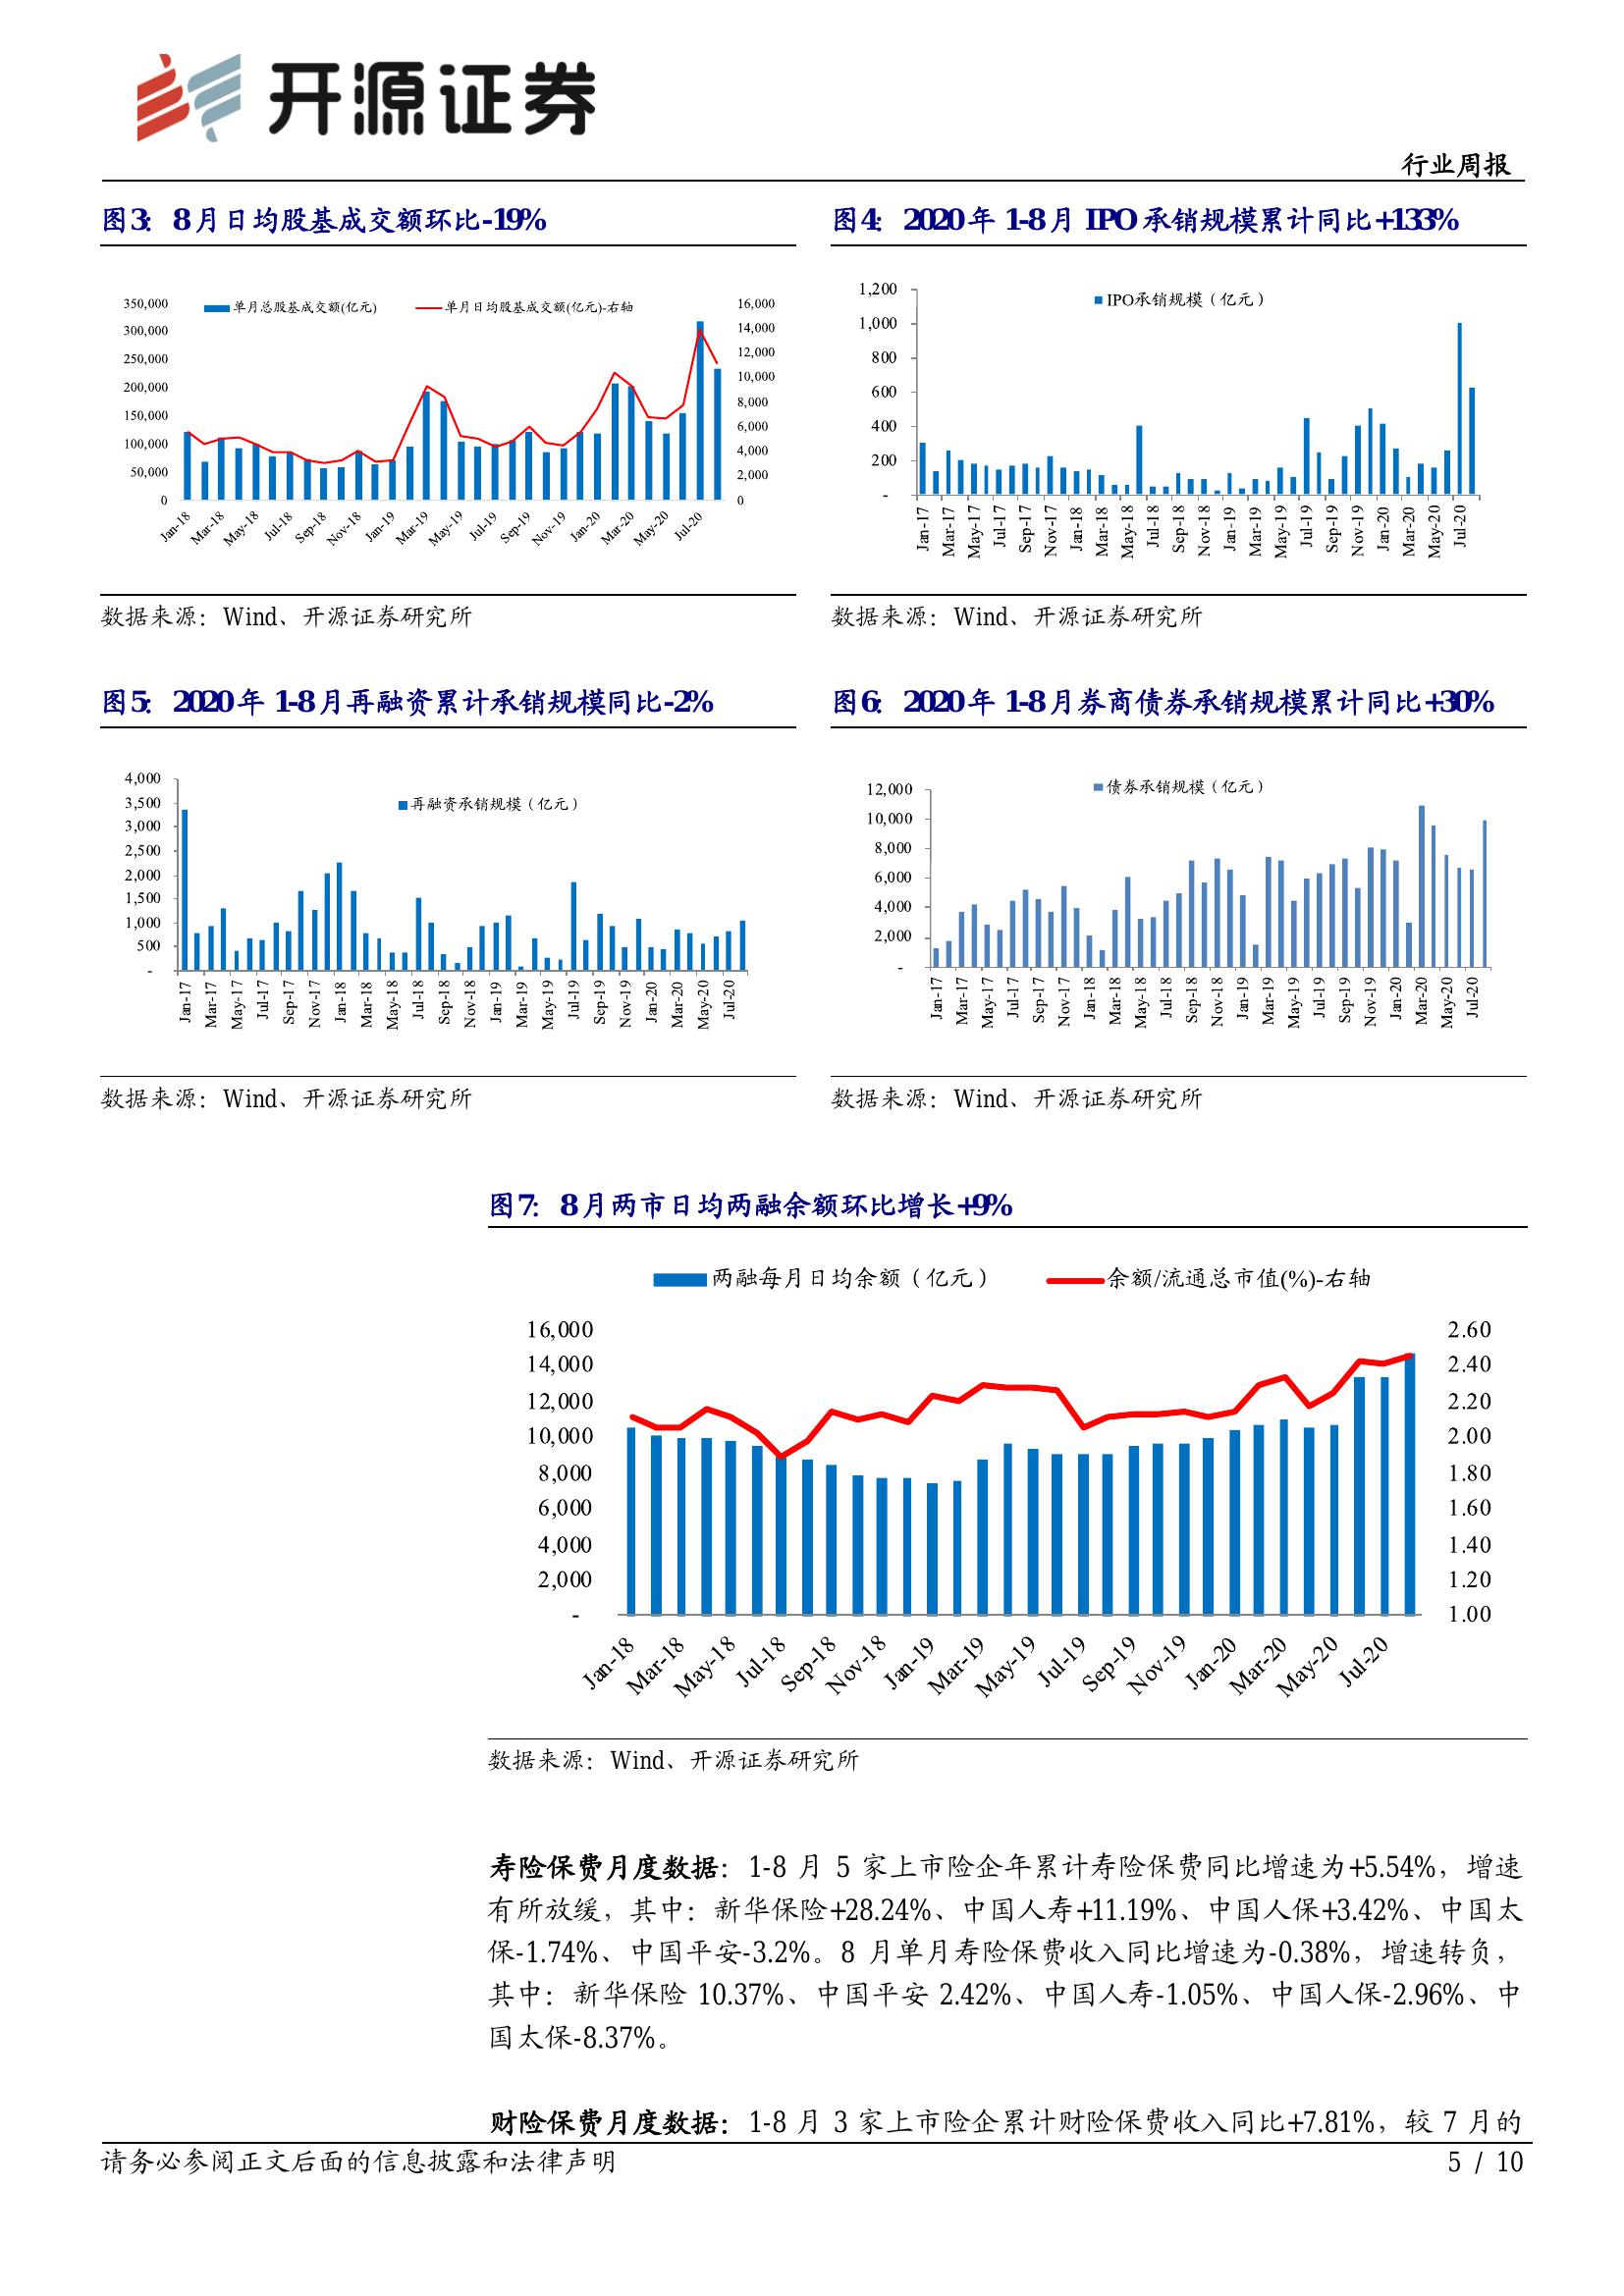 开源证券
行业周报
图3：8月日均股基成交额环比-19%
350,000
300,000
250,000
200,000
150,000
100,000
50,000
0
单月总股基成交额(亿元)
单月日均股基成交额(亿元)-右轴
16,000
14,000
12,000
10,000
8,000
6,000
4,000
2,000
0
Jan-18 Mar-18 May-18 Jul-18 Sep-18 Nov-18 Jan-19 Mar-19 May-19 Jul-19 Sep-19 Nov-19 Jan-20 Mar-20 May-20 Jul-20
数据来源：Wind、开源证券研究所
图4：2020年1-8月IPO承销规模累计同比+133%
IPO承销规模（亿元）
1,200
1,000
800
600
400
200
-
Jan-17 Mar-17 May-17 Jul-17 Sep-17 Nov-17 Jan-18 Mar-18 May-18 Jul-18 Sep-18 Nov-18 Jan-19 Mar-19 May-19 Jul-19 Sep-19 Nov-19 Jan-20 Mar-20 May-20 Jul-20
数据来源：Wind、开源证券研究所
图5：2020年1-8月再融资累计承销规模同比-2%
4,000
3,500
3,000
2,500
2,000
1,500
1,000
500
-
再融资承销规模（亿元）
Jan-17 Mar-17 May-17 Jul-17 Sep-17 Nov-17 Jan-18 Mar-18 May-18 Jul-18 Sep-18 Nov-18 Jan-19 Mar-19 May-19 Jul-19 Sep-19 Nov-19 Jan-20 Mar-20 May-20 Jul-20
数据来源：Wind、开源证券研究所
图6：2020年1-8月券商债券承销规模累计同比+30%
债券承销规模（亿元）
12,000
10,000
8,000
6,000
4,000
2,000
-
Jan-17 Mar-17 May-17 Jul-17 Sep-17 Nov-17 Jan-18 Mar-18 May-18 Jul-18 Sep-18 Nov-18 Jan-19 Mar-19 May-19 Jul-19 Sep-19 Nov-19 Jan-20 Mar-20 May-20 Jul-20
数据来源：Wind、开源证券研究所
图7：8月两市日均两融余额环比增长+9%
两融每月日均余额（亿元）
余额/流通总市值(%)-右轴
16,000
14,000
12,000
10,000
8,000
6,000
4,000
2,000
-
2.60
2.40
2.20
2.00
1.80
1.60
1.40
1.20
1.00
Jan-18 Mar-18 May-18 Jul-18 Sep-18 Nov-18 Jan-19 Mar-19 May-19 Jul-19 Sep-19 Nov-19 Jan-20 Mar-20 May-20 Jul-20
数据来源：Wind、开源证券研究所
寿险保费月度数据：1-8 月 5 家上市险企年累计寿险保费同比增速为+5.54%，增速
有所放缓，其中：新华保险+28.24%、中国人寿+11.19%、中国人保+3.42%、中国太
保-1.74%、中国平安-3.2%。8 月单月寿险保费收入同比增速为-0.38%，增速转负，
其中：新华保险 10.37%、中国平安 2.42%、中国人寿-1.05%、中国人保-2.96%、中
国太保-8.37%。
财险保费月度数据：1-8 月 3 家上市险企累计财险保费收入同比+7.81%，较 7 月的
请务必参阅正文后面的信息披露和法律声明
5 / 10